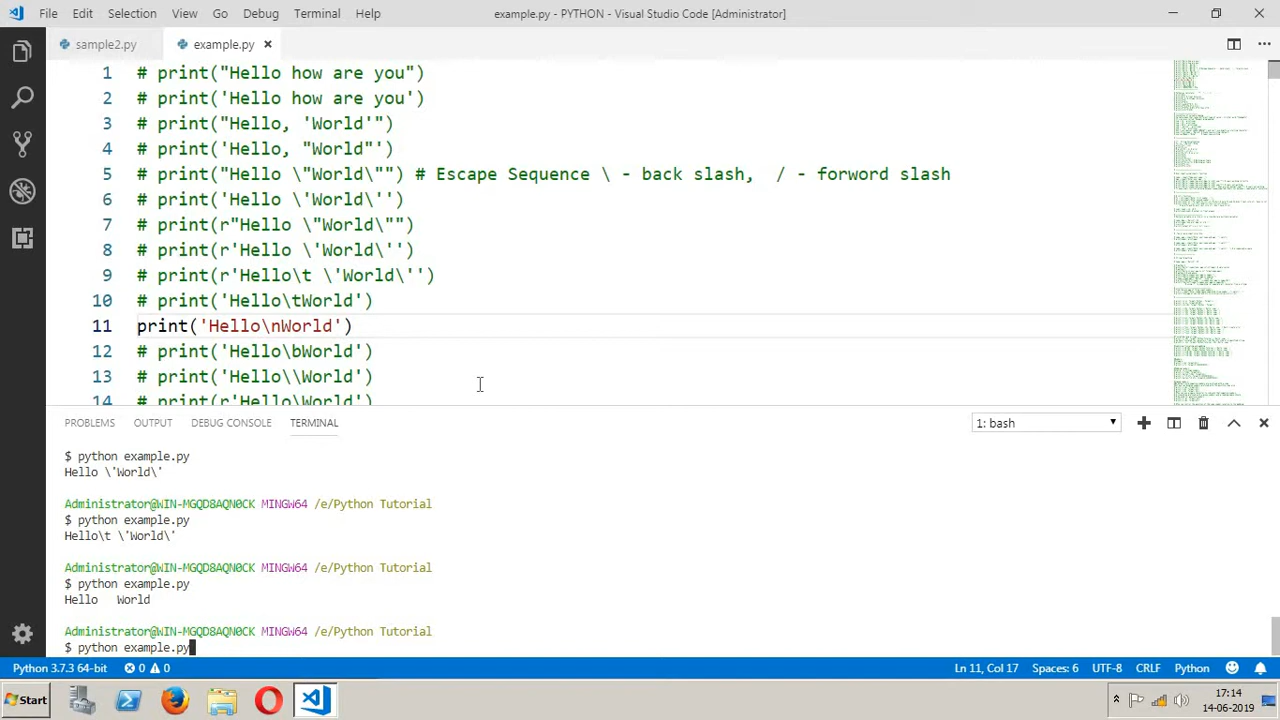 File Edit Selection View Go Debug Terminal Help example.py - PYTHON - Visual Studio Code [Administrator]
sample2.py example.py
1 # print("Hello how are you")
2 # print('Hello how are you')
3 # print("Hello, 'World'")
4 # print('Hello, "World"')
5 # print("Hello \"World\"") # Escape Sequence \ - back slash, / - forword slash
6 # print('Hello \'World\'')
7 # print(r"Hello \"World\"")
8 # print(r'Hello \'World\'')
9 # print(r'Hello\t \'World\'')
10 # print('Hello\tWorld')
11 print('Hello\nWorld')
12 # print('Hello\bWorld')
13 # print('Hello\\World')
14 # print(r'Hello\World')
PROBLEMS OUTPUT DEBUG CONSOLE TERMINAL 1: bash
$ python example.py
Hello \'World\'
Administrator@WIN-MGQD8AQN0CK MINGW64 /e/Python Tutorial
$ python example.py
Hello\t \'World\'
Administrator@WIN-MGQD8AQN0CK MINGW64 /e/Python Tutorial
$ python example.py
Hello   World
Administrator@WIN-MGQD8AQN0CK MINGW64 /e/Python Tutorial
$ python example.py
Python 3.7.3 64-bit 0 0 Ln 11, Col 17 Spaces: 6 UTF-8 CRLF Python
Start 17:14
14-06-2019